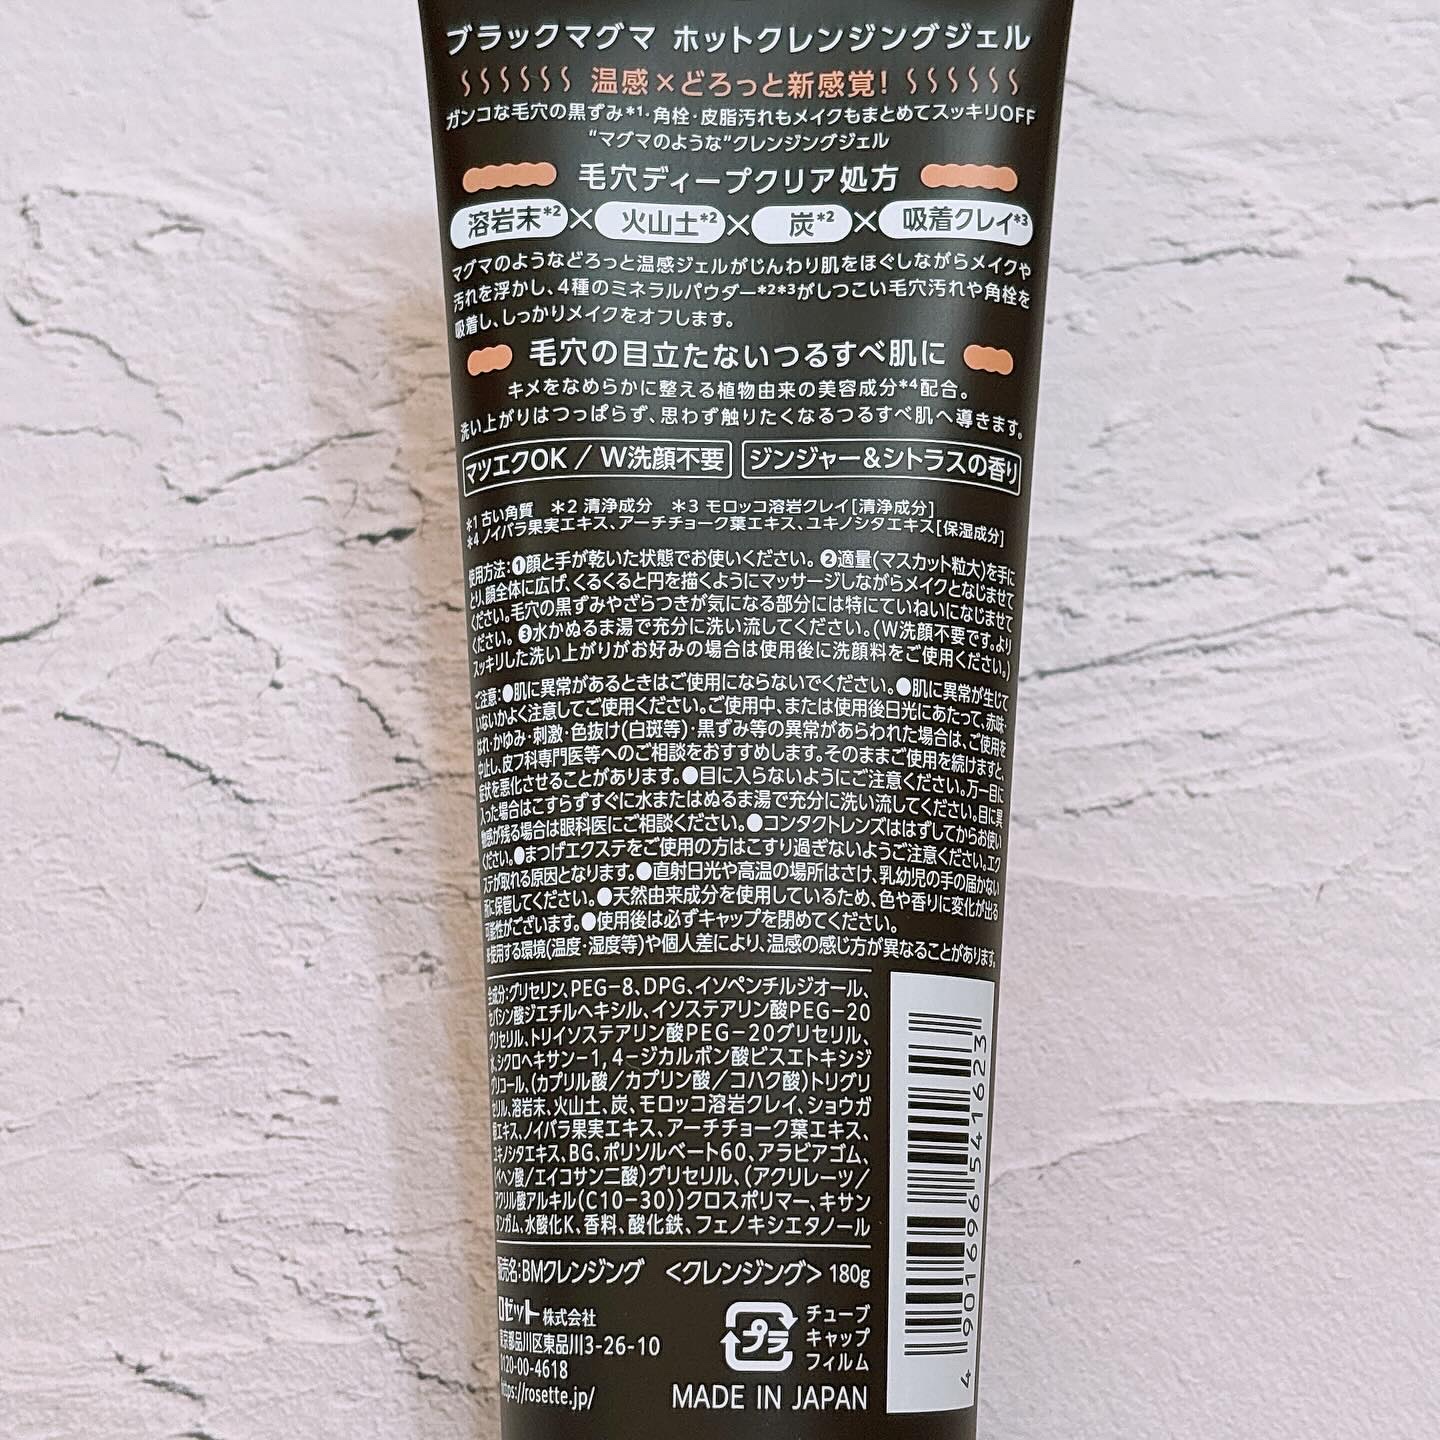 ブラックマグマ ホットクレンジングジェル
温感×どろっと新感覚!
ガンコな毛穴の黒ずみ*1・角栓・皮脂汚れもメイクもまとめてスッキリOFF
"マグマのような"クレンジングジェル
毛穴ディープクリア処方
溶岩末*2×火山土*2×炭*2×吸着クレイ*3
マグマのようなどろっと温感ジェルがじんわり肌をほぐしながらメイクや
汚れを浮かし、4種のミネラルパウダー*2*3がしつこい毛穴汚れや角栓を
吸着し、しっかりメイクをオフします。
毛穴の目立たないつるすべ肌に
キメをなめらかに整える植物由来の美容成分*4配合。
洗い上がりはつっぱらず、思わず触りたくなるつるすべ肌へ導きます。
マツエクOK / W洗顔不要 ジンジャー&シトラスの香り
*1 古い角質 *2 清浄成分 *3 モロッコ溶岩クレイ[清浄成分]
*4 ノイバラ果実エキス、アーチチョーク葉エキス、ユキノシタエキス[保湿成分]
使用方法:❶顔と手が乾いた状態でお使いください。❷適量(マスカット粒大)を手に
とり、顔全体に広げ、くるくると円を描くようにマッサージしながらメイクとなじませて
ください。毛穴の黒ずみやざらつきが気になる部分には特にていねいになじませて
ください。❸水かぬるま湯で充分に洗い流してください。(W洗顔不要です。より
スッキリした洗い上がりがお好みの場合は使用後に洗顔料をご使用ください。)
ご注意:●肌に異常があるときはご使用にならないでください。●肌に異常が生じて
いないかよく注意してご使用ください。ご使用中、または使用後日光にあたって、赤味・
はれ・かゆみ・刺激・色抜け(白斑等)・黒ずみ等の異常があらわれた場合は、ご使用を
中止し、皮フ科専門医等へのご相談をおすすめします。そのままご使用を続けますと、
症状を悪化させることがあります。●目に入らないようにご注意ください。万一目に
入った場合はこすらずすぐに水またはぬるま湯で充分に洗い流してください。目に異
物感が残る場合は眼科医にご相談ください。●コンタクトレンズははずしてからお使い
ください。●まつげエクステをご使用の方はこすり過ぎないようご注意ください。エク
ステが取れる原因となります。●直射日光や高温の場所はさけ、乳幼児の手の届かない
所に保管してください。●天然由来成分を使用しているため、色や香りに変化が出る
可能性がございます。●使用後は必ずキャップを閉めてください。
※使用する環境(温度・湿度等)や個人差により、温感の感じ方が異なることがあります。
全成分:グリセリン、PEG-8、DPG、イソペンチルジオール、
セバシン酸ジエチルヘキシル、イソステアリン酸PEG-20
グリセリル、トリイソステアリン酸PEG-20グリセリル、
水、シクロヘキサン-1,4-ジカルボン酸ビスエトキシジ
グリコール、(カプリル酸/カプリン酸/コハク酸)トリグリ
セリル、溶岩末、火山土、炭、モロッコ溶岩クレイ、ショウガ
根エキス、ノイバラ果実エキス、アーチチョーク葉エキス、
ユキノシタエキス、BG、ポリソルベート60、アラビアゴム、
(ベヘン酸/エイコサン二酸)グリセリル、(アクリレーツ/
アクリル酸アルキル(C10-30))クロスポリマー、キサン
タンガム、水酸化K、香料、酸化鉄、フェノキシエタノール
販売名:BMクレンジング <クレンジング> 180g
ロゼット株式会社
東京都品川区東品川3-26-10
0120-00-4618
https://rosette.jp/
プラ
チューブ
キャップ
フィルム
MADE IN JAPAN
4901696541623